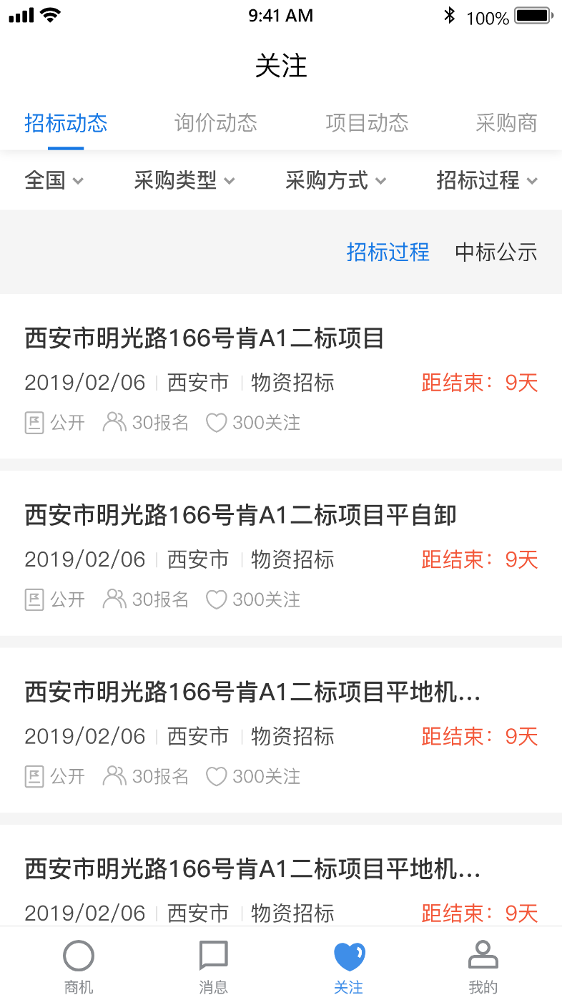 9:41 AM 100%
关注
招标动态 询价动态 项目动态 采购商
全国 采购类型 采购方式 招标过程
招标过程 中标公示
西安市明光路166号肯A1二标项目
2019/02/06 西安市 物资招标 距结束：9天
公开 30报名 300关注
西安市明光路166号肯A1二标项目平自卸
2019/02/06 西安市 物资招标 距结束：9天
公开 30报名 300关注
西安市明光路166号肯A1二标项目平地机...
2019/02/06 西安市 物资招标 距结束：9天
公开 30报名 300关注
西安市明光路166号肯A1二标项目平地机...
2019/02/06 西安市 物资招标 距结束：9天
商机 消息 关注 我的